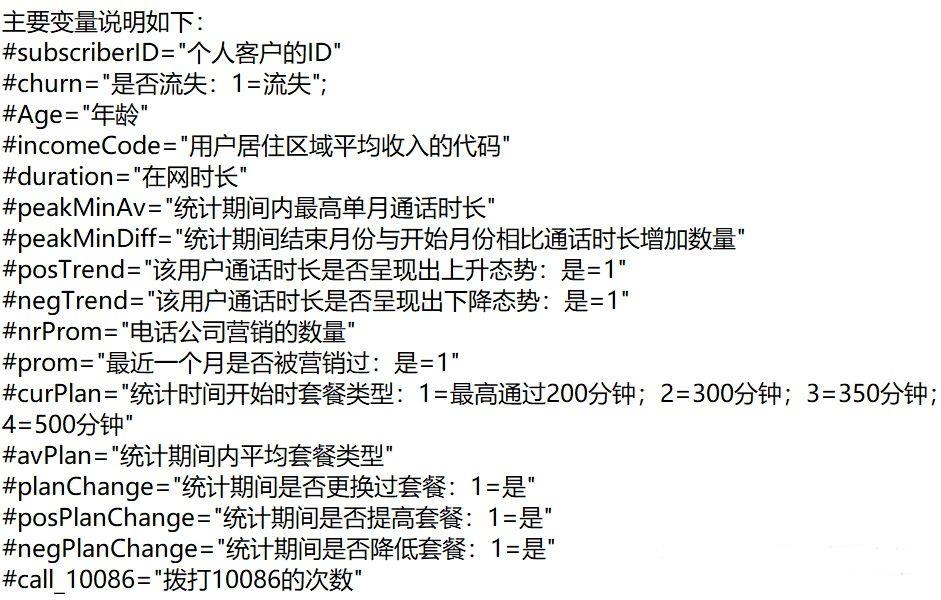 主要变量说明如下：
#subscriberID="个人客户的ID"
#churn="是否流失：1=流失";
#Age="年龄"
#incomeCode="用户居住区域平均收入的代码"
#duration="在网时长"
#peakMinAv="统计期间内最高单月通话时长"
#peakMinDiff="统计期间结束月份与开始月份相比通话时长增加数量"
#posTrend="该用户通话时长是否呈现出上升态势：是=1"
#negTrend="该用户通话时长是否呈现出下降态势：是=1"
#nrProm="电话公司营销的数量"
#prom="最近一个月是否被营销过：是=1"
#curPlan="统计时间开始时套餐类型：1=最高通过200分钟；2=300分钟；3=350分钟；
4=500分钟"
#avPlan="统计期间内平均套餐类型"
#planChange="统计期间是否更换过套餐：1=是"
#posPlanChange="统计期间是否提高套餐：1=是"
#negPlanChange="统计期间是否降低套餐：1=是"
#call_10086="拨打10086的次数"